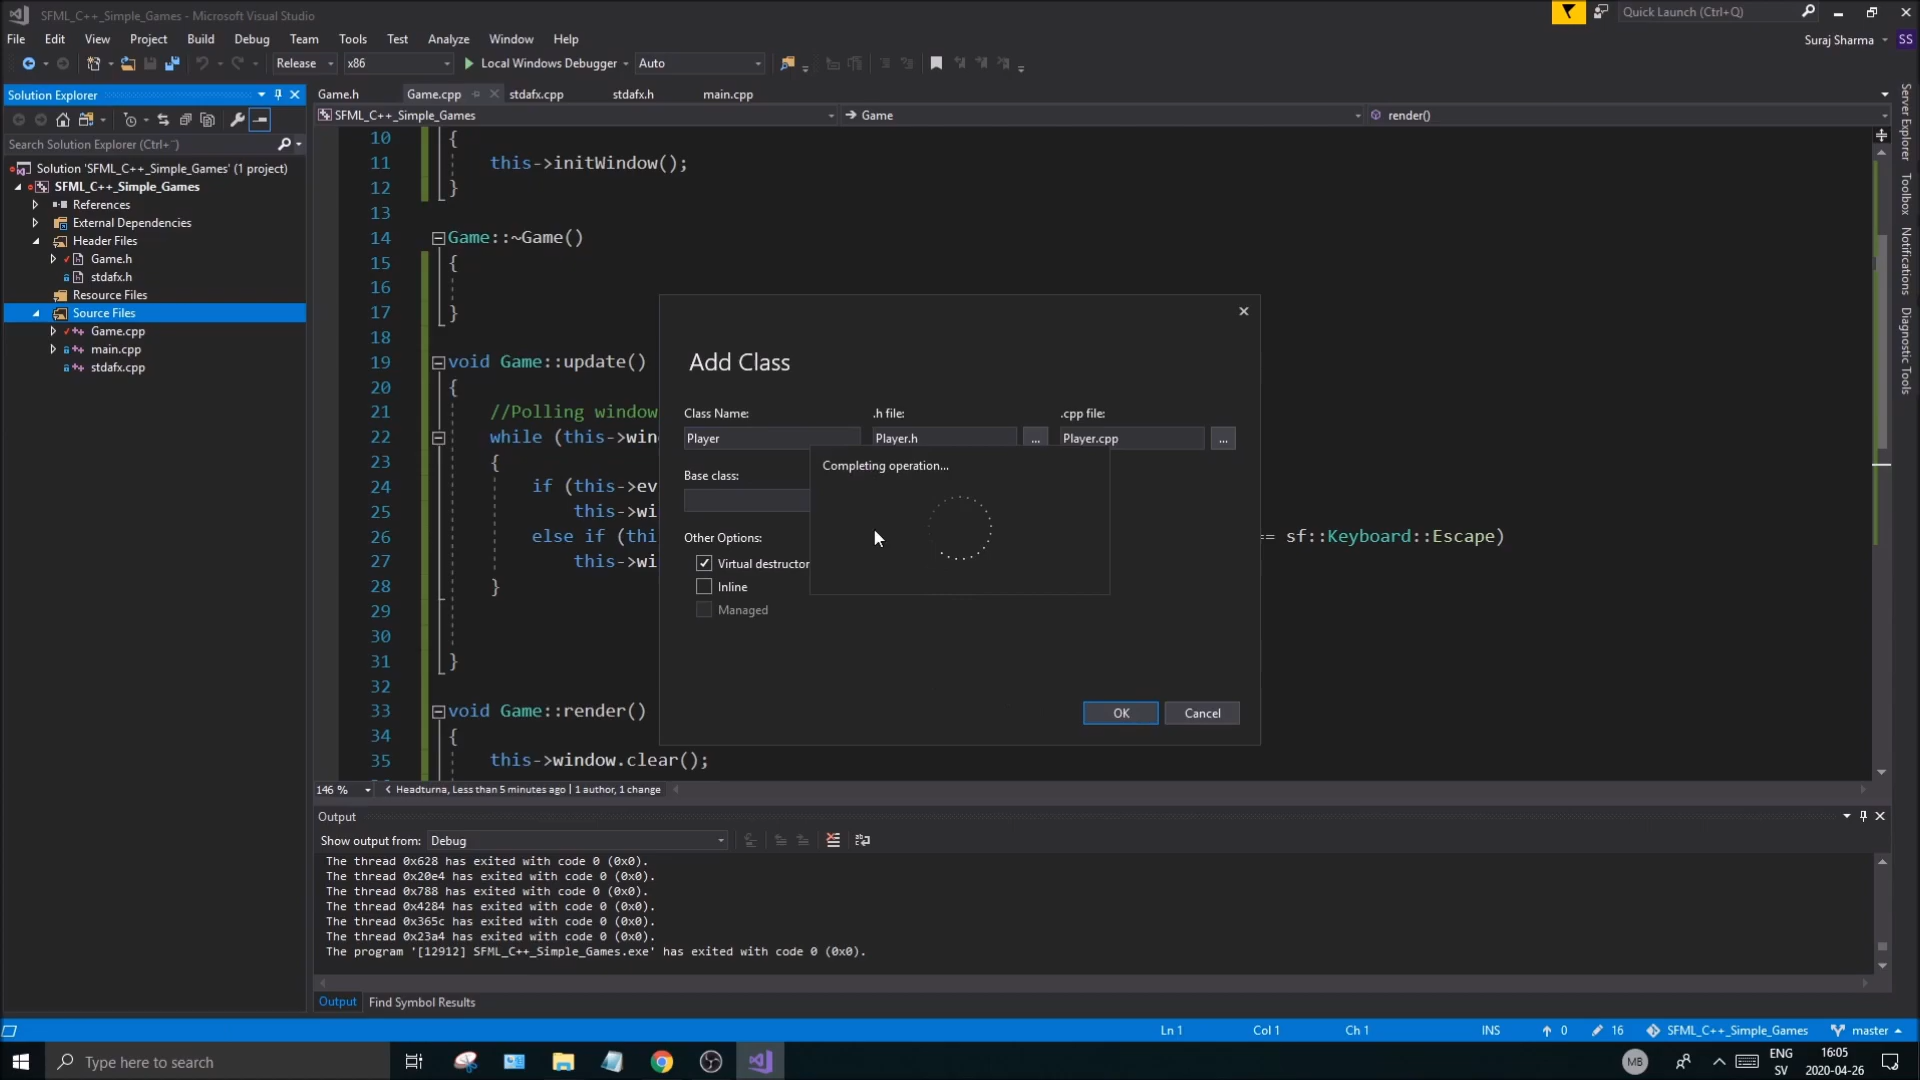 SFML_C++_Simple_Games - Microsoft Visual Studio
Quick Launch (Ctrl+Q)
File Edit View Project Build Debug Team Tools Test Analyze Window Help
Suraj Sharma SS
Release x86 Local Windows Debugger Auto
Solution Explorer
Game.h Game.cpp stdafx.cpp stdafx.h main.cpp
SFML_C++_Simple_Games Game render()
Search Solution Explorer (Ctrl+¨)
Solution 'SFML_C++_Simple_Games' (1 project)
SFML_C++_Simple_Games
References
External Dependencies
Header Files
Game.h
stdafx.h
Resource Files
Source Files
Game.cpp
main.cpp
stdafx.cpp
10 {
11 this->initWindow();
12 }
13
14 Game::~Game()
15 {
16
17 }
18
19 void Game::update()
20 {
21 //Polling window
22 while (this->win
23 {
24 if (this->ev
25 this->wi
26 else if (thi == sf::Keyboard::Escape)
27 this->wi
28 }
29
30
31 }
32
33 void Game::render()
34 {
35 this->window.clear();
Add Class
Class Name: .h file: .cpp file:
Player Player.h ... Player.cpp ...
Completing operation...
Base class:
Other Options:
Virtual destructor
Inline
Managed
OK Cancel
146 % Headturna, Less than 5 minutes ago | 1 author, 1 change
Output
Show output from: Debug
The thread 0x628 has exited with code 0 (0x0).
The thread 0x20e4 has exited with code 0 (0x0).
The thread 0x788 has exited with code 0 (0x0).
The thread 0x4284 has exited with code 0 (0x0).
The thread 0x365c has exited with code 0 (0x0).
The thread 0x23a4 has exited with code 0 (0x0).
The program '[12912] SFML_C++_Simple_Games.exe' has exited with code 0 (0x0).
Output Find Symbol Results
Server Explorer
Toolbox
Notifications
Diagnostic Tools
Ln 1 Col 1 Ch 1 INS 0 16 SFML_C++_Simple_Games master
Type here to search
MB
ENG
SV
16:05
2020-04-26